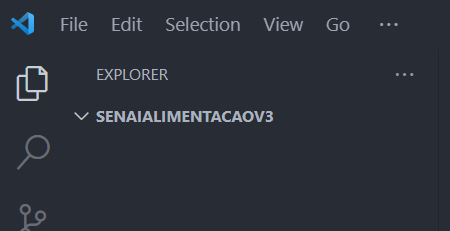 File Edit Selection View Go ···
EXPLORER ···
SENAIALIMENTACAOV3